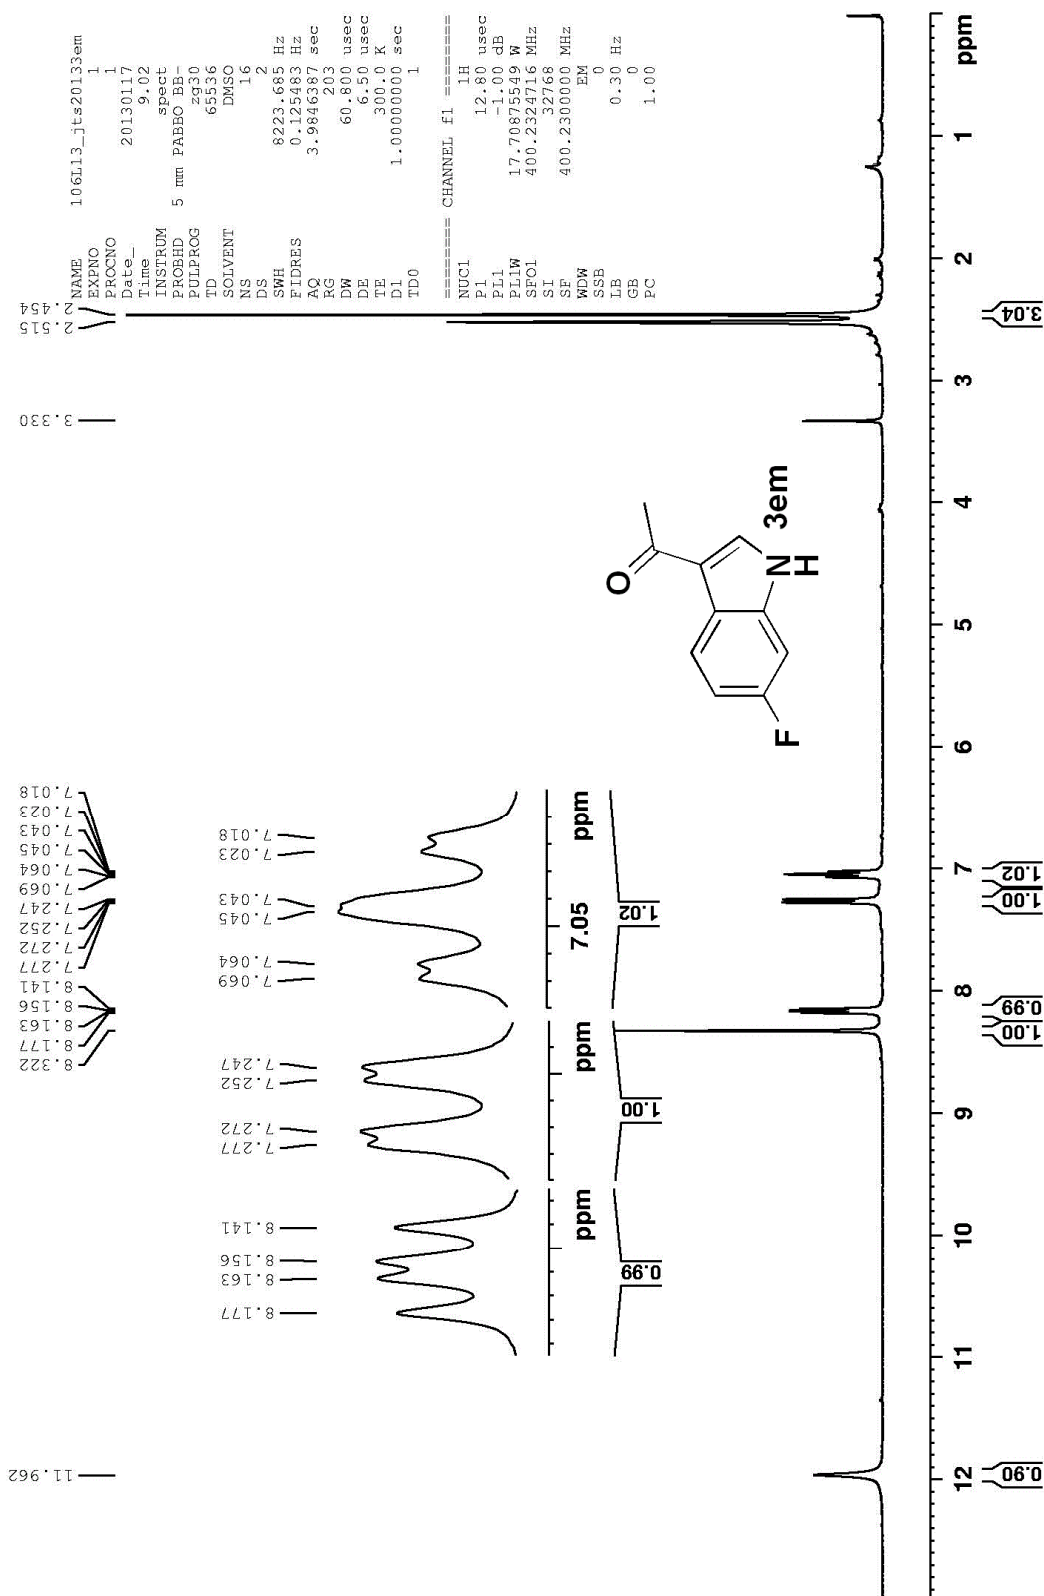 11.962
8.322
8.177
8.163
8.156
8.141
7.277
7.272
7.252
7.247
7.069
7.064
7.045
7.043
7.023
7.018
3.330
2.515
2.454
NAME 106L13_jts20133em
EXPNO 1
PROCNO 1
Date_ 20130117
Time 9.02
INSTRUM spect
PROBHD 5 mm PABBO BB-
PULPROG zg30
TD 65536
SOLVENT DMSO
NS 16
DS 2
SWH 8223.685 Hz
FIDRES 0.125483 Hz
AQ 3.9846387 sec
RG 203
DW 60.800 usec
DE 6.50 usec
TE 300.0 K
D1 1.00000000 sec
TD0 1
======== CHANNEL f1 ========
NUC1 1H
P1 12.80 usec
PL1 -1.00 dB
PL1W 17.70875549 W
SFO1 400.2324716 MHz
SI 32768
SF 400.2300000 MHz
WDW EM
SSB 0
LB 0.30 Hz
GB 0
PC 1.00
8.177
8.163
8.156
8.141
7.277
7.272
7.252
7.247
7.069
7.064
7.045
7.043
7.023
7.018
ppm
ppm
7.05 ppm
0.99
1.00
1.02
O
F
N
H
3em
12 11 10 9 8 7 6 5 4 3 2 1 ppm
0.90
1.00
0.99
1.00
1.02
3.04